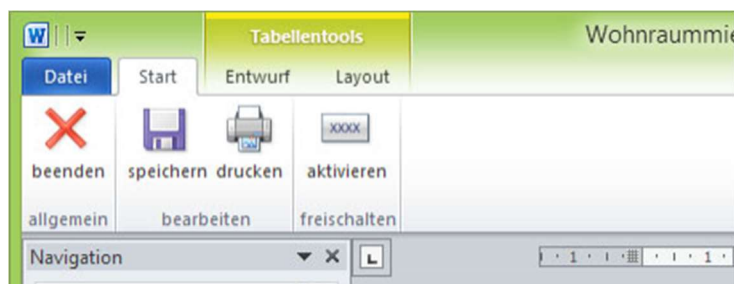 W Tabellentools Wohnraummie
Datei Start Entwurf Layout
XXXX
beenden speichern drucken aktivieren
allgemein bearbeiten freischalten
Navigation L 1 1